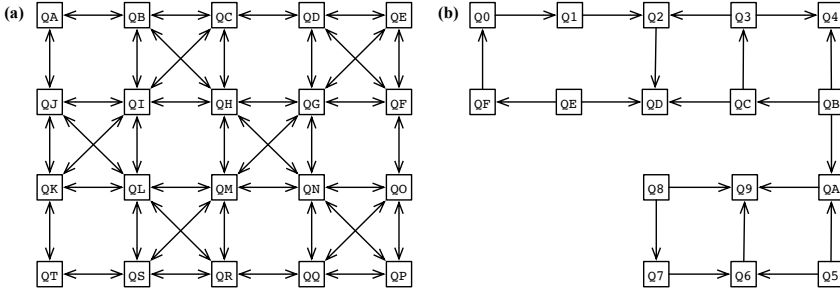 (a) QA QB QC QD QE
QJ QI QH QG QF
QK QL QM QN QO
QT QS QR QQ QP
(b) Q0 Q1 Q2 Q3 Q4
QF QE QD QC QB
Q8 Q9 QA
Q7 Q6 Q5